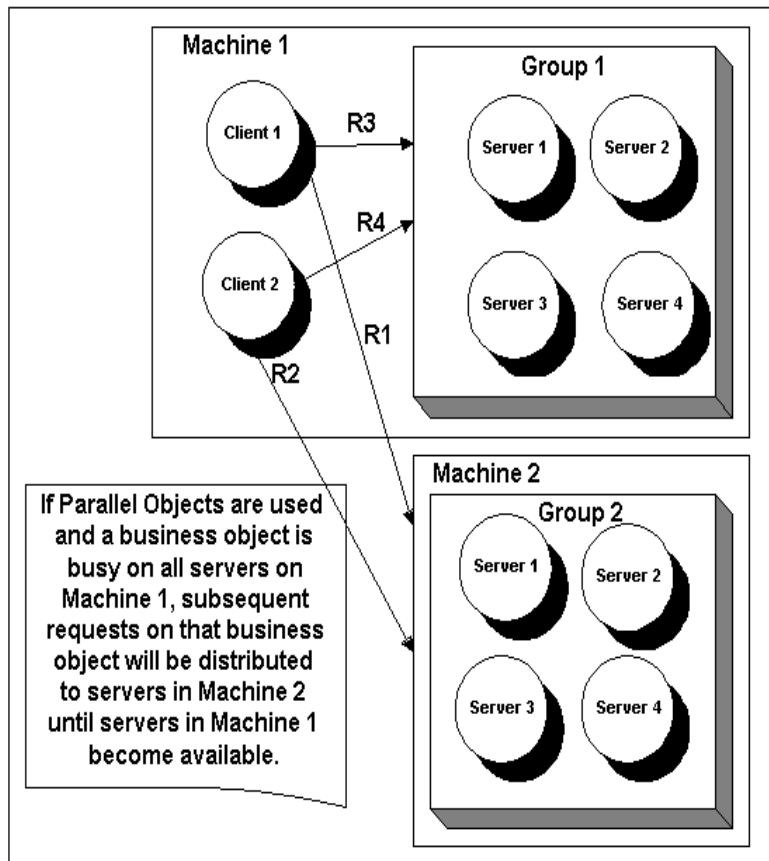 Machine 1
Group 1
Client 1
R3
Server 1
Server 2
R4
Client 2
Server 3
Server 4
R1
R2
If Parallel Objects are used
and a business object is
busy on all servers on
Machine 1, subsequent
requests on that business
object will be distributed
to servers in Machine 2
until servers in Machine 1
become available.
Machine 2
Group 2
Server 1
Server 2
Server 3
Server 4